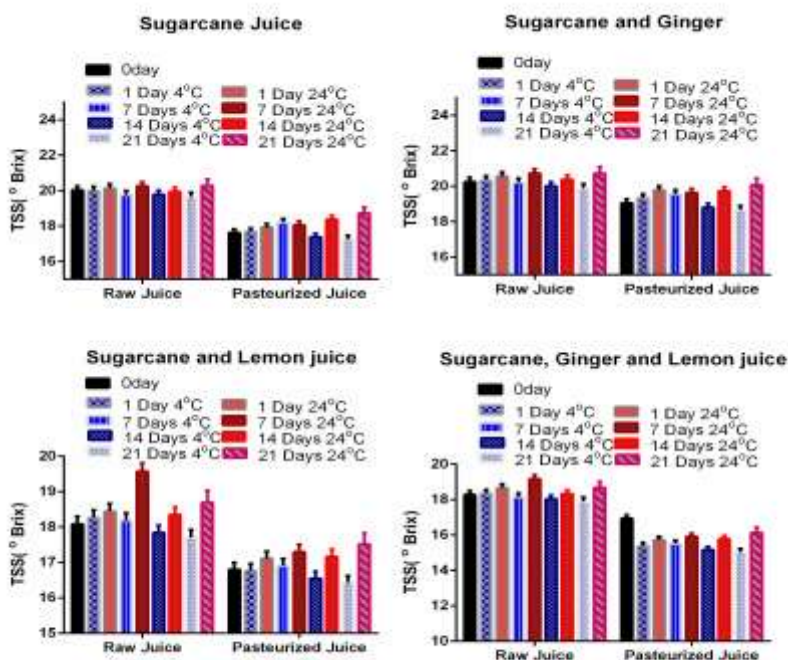 Sugarcane Juice
0day
1 Day 4°C 1 Day 24°C
7 Days 4°C 7 Days 24°C
14 Days 4°C 14 Days 24°C
21 Days 4°C 21 Days 24°C
TSS( ° Brix)
24
22
20
18
16
Raw Juice Pasteurized Juice
Sugarcane and Ginger
0day
1 Day 4°C 1 Day 24°C
7 Days 4°C 7 Days 24°C
14 Days 4°C 14 Days 24°C
21 Days 4°C 21 Days 24°C
TSS( ° Brix)
24
22
20
18
16
Raw Juice Pasteurized Juice
Sugarcane and Lemon juice
0day
1 Day 4°C 1 Day 24°C
7 Days 4°C 7 Days 24°C
14 Days 4°C 14 Days 24°C
21 Days 4°C 21 Days 24°C
TSS( ° Brix)
20
19
18
17
16
15
Raw Juice Pasteurized Juice
Sugarcane, Ginger and Lemon juice
0day
1 Day 4°C 1 Day 24°C
7 Days 4°C 7 Days 24°C
14 Days 4°C 14 Days 24°C
21 Days 4°C 21 Days 24°C
TSS( ° Brix)
20
18
16
14
12
10
Raw Juice Pasteurized Juice